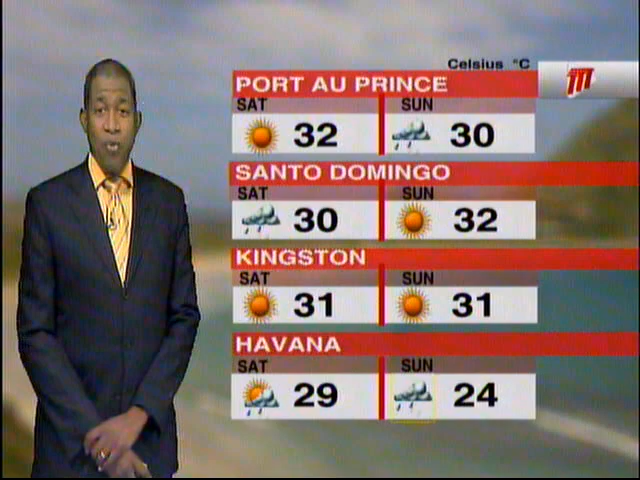 Celsius °C
PORT AU PRINCE
SAT SUN
32 30
SANTO DOMINGO
SAT SUN
30 32
KINGSTON
SAT SUN
31 31
HAVANA
SAT SUN
29 24